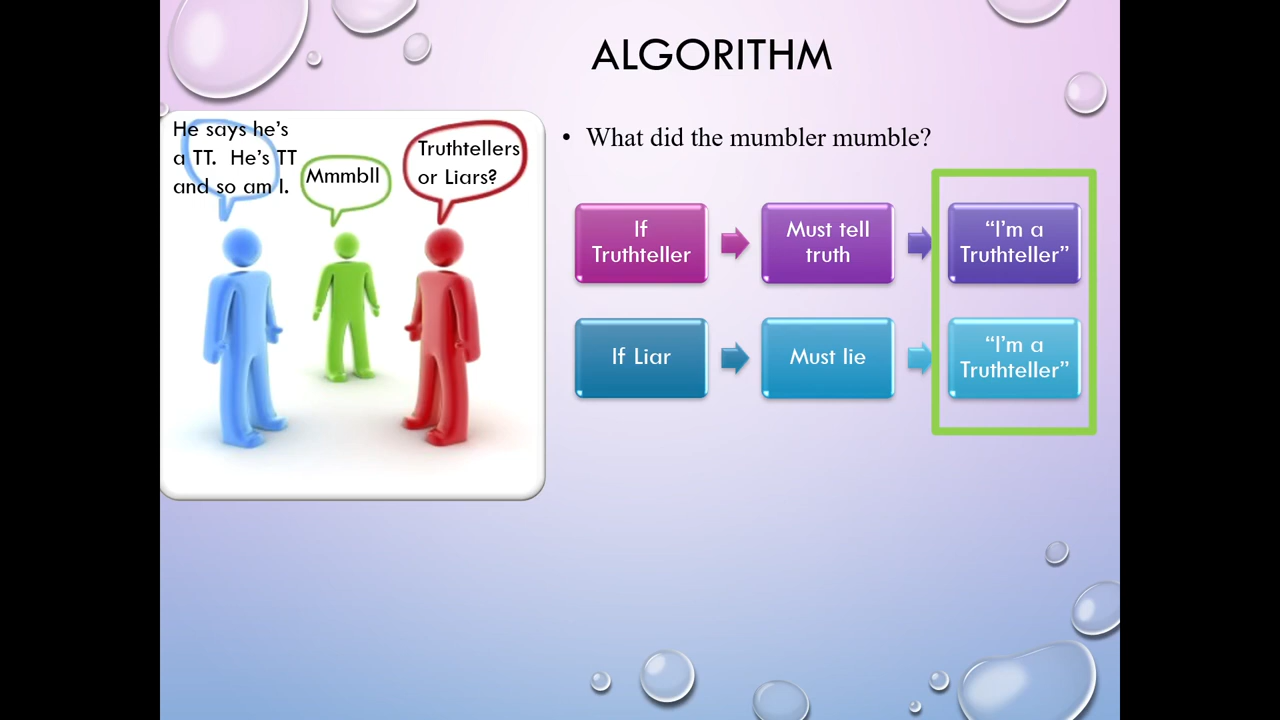 ALGORITHM
He says he's
a TT. He's TT
and so am I.
Mmmbll
Truthtellers
or Liars?
• What did the mumbler mumble?
If
Truthteller
Must tell
truth
“I'm a
Truthteller”
If Liar
Must lie
“I'm a
Truthteller”